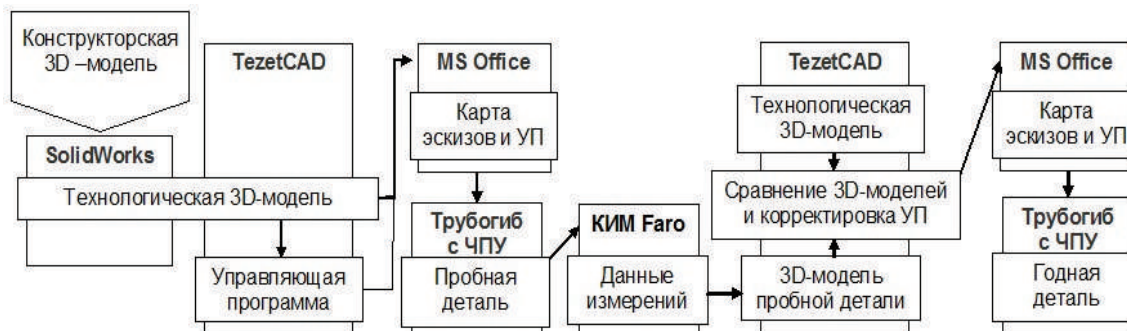 Конструкторская
3D –модель
SolidWorks
TezetCAD
Технологическая 3D-модель
Управляющая
программа
MS Office
Карта
эскизов и УП
Трубогиб
с ЧПУ
Пробная
деталь
КИМ Faro
Данные
измерений
TezetCAD
Технологическая
3D-модель
Сравнение 3D-моделей
и корректировка УП
3D-модель
пробной детали
MS Office
Карта
эскизов и УП
Трубогиб
с ЧПУ
Годная
деталь